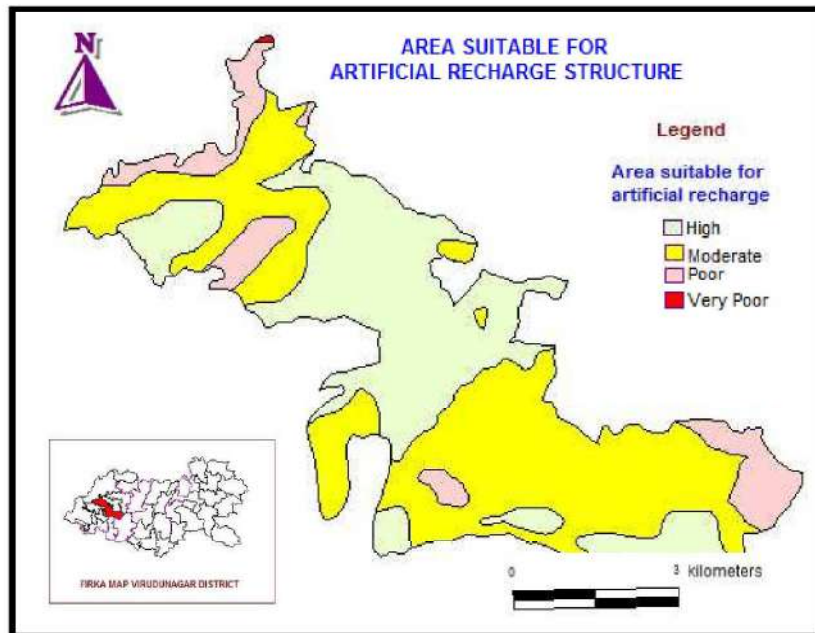 N
AREA SUITABLE FOR
ARTIFICIAL RECHARGE STRUCTURE
Legend
Area suitable for
artificial recharge
High
Moderate
Poor
Very Poor
FIRKA MAP VIRUDUNAGAR DISTRICT
0 3 kilometers